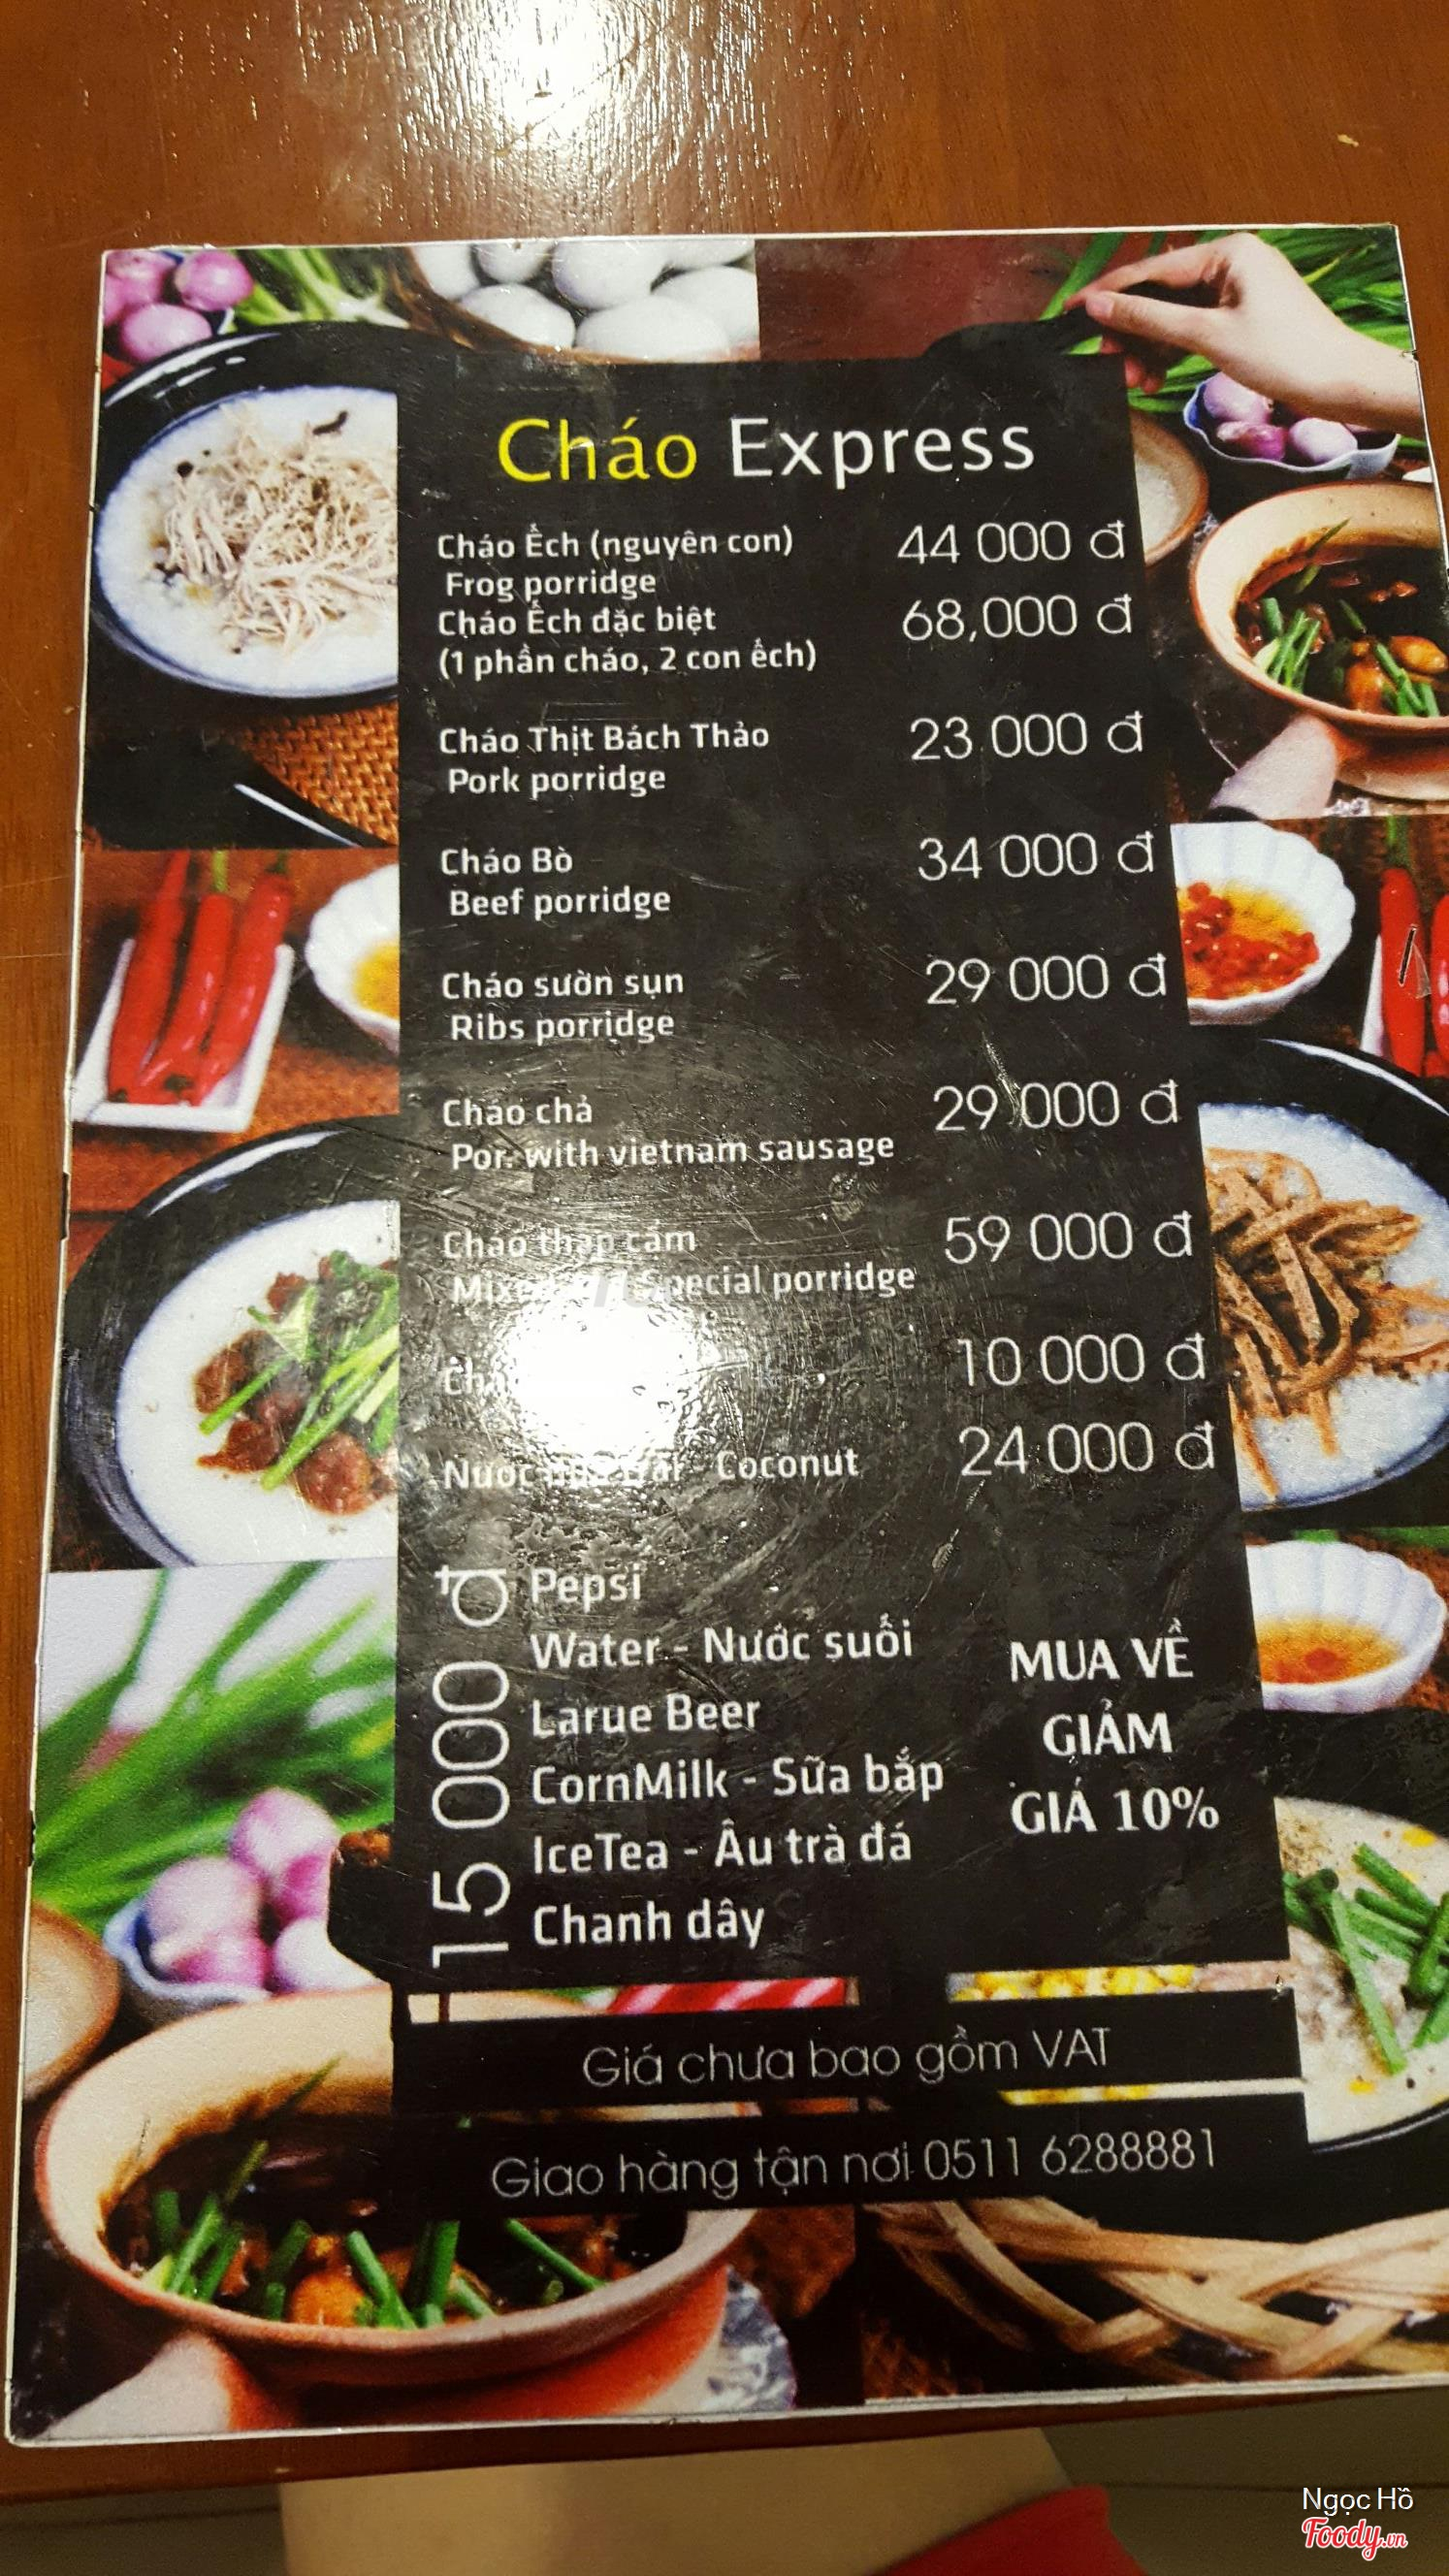 Cháo Express
Cháo Ếch (nguyên con) 44 000 đ
Frog porridge
Cháo Ếch đặc biệt 68,000 đ
(1 phần cháo, 2 con ếch)
Cháo Thịt Bách Thảo 23 000 đ
Pork porridge
Cháo Bò 34 000 đ
Beef porridge
Cháo sườn sụn 29 000 đ
Ribs porridge
Cháo chả 29 000 đ
Por. with vietnam sausage
Cháo thập cẩm 59 000 đ
Special porridge
10 000 đ
Coconut 24 000 đ
15 000 đ
Pepsi
Water - Nước suối
Larue Beer
CornMilk - Sữa bắp
IceTea - Âu trà đá
Chanh dây
MUA VỀ
GIẢM
GIÁ 10%
Giá chưa bao gồm VAT
Giao hàng tận nơi 0511 6288881
Ngọc Hồ
Foody.vn